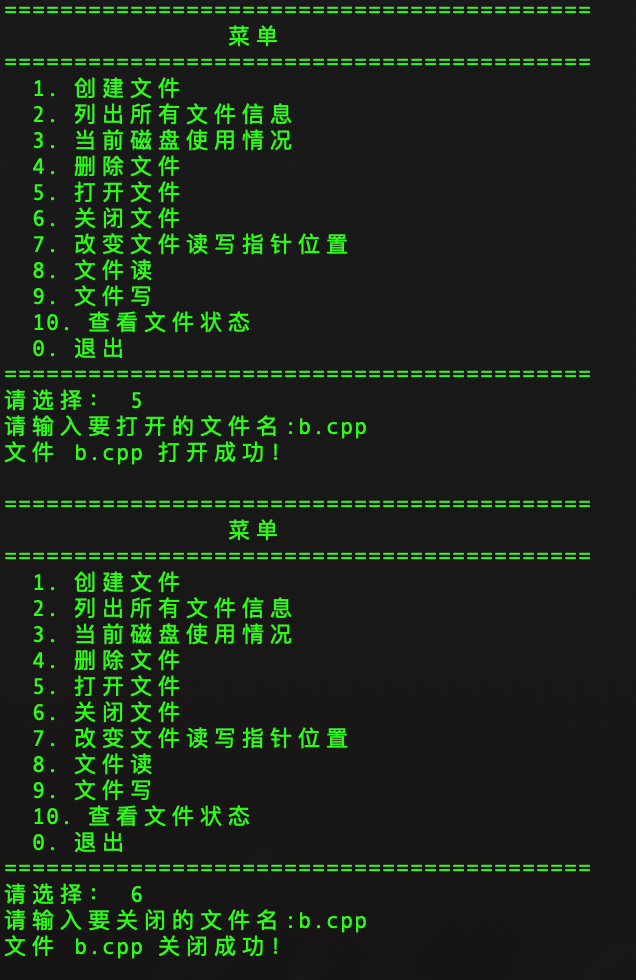 ==========================================
菜单
==========================================
1. 创建文件
2. 列出所有文件信息
3. 当前磁盘使用情况
4. 删除文件
5. 打开文件
6. 关闭文件
7. 改变文件读写指针位置
8. 文件读
9. 文件写
10. 查看文件状态
0. 退出
==========================================
请选择： 5
请输入要打开的文件名:b.cpp
文件 b.cpp 打开成功!
==========================================
菜单
==========================================
1. 创建文件
2. 列出所有文件信息
3. 当前磁盘使用情况
4. 删除文件
5. 打开文件
6. 关闭文件
7. 改变文件读写指针位置
8. 文件读
9. 文件写
10. 查看文件状态
0. 退出
==========================================
请选择： 6
请输入要关闭的文件名:b.cpp
文件 b.cpp 关闭成功!